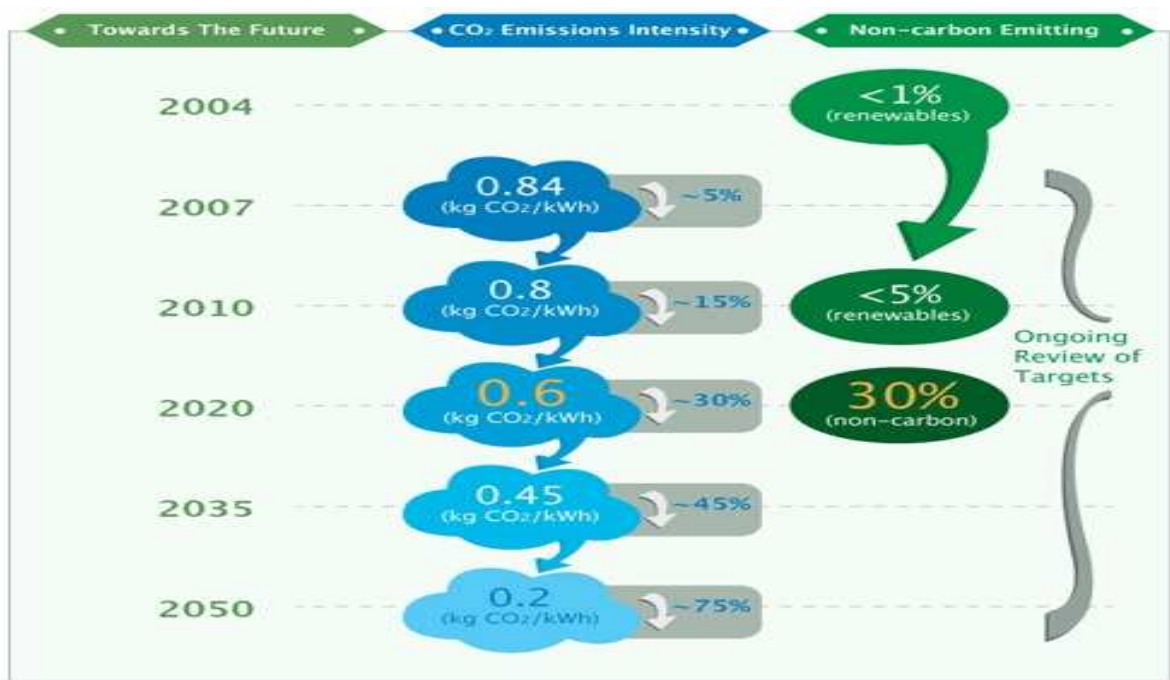 Towards The Future
CO₂ Emissions Intensity
Non-carbon Emitting
2004
<1%
(renewables)
2007
0.84
(kg CO₂/kWh)
~5%
2010
0.8
(kg CO₂/kWh)
~15%
<5%
(renewables)
Ongoing
Review of
Targets
2020
0.6
(kg CO₂/kWh)
~30%
30%
(non-carbon)
2035
0.45
(kg CO₂/kWh)
~45%
2050
0.2
(kg CO₂/kWh)
~75%